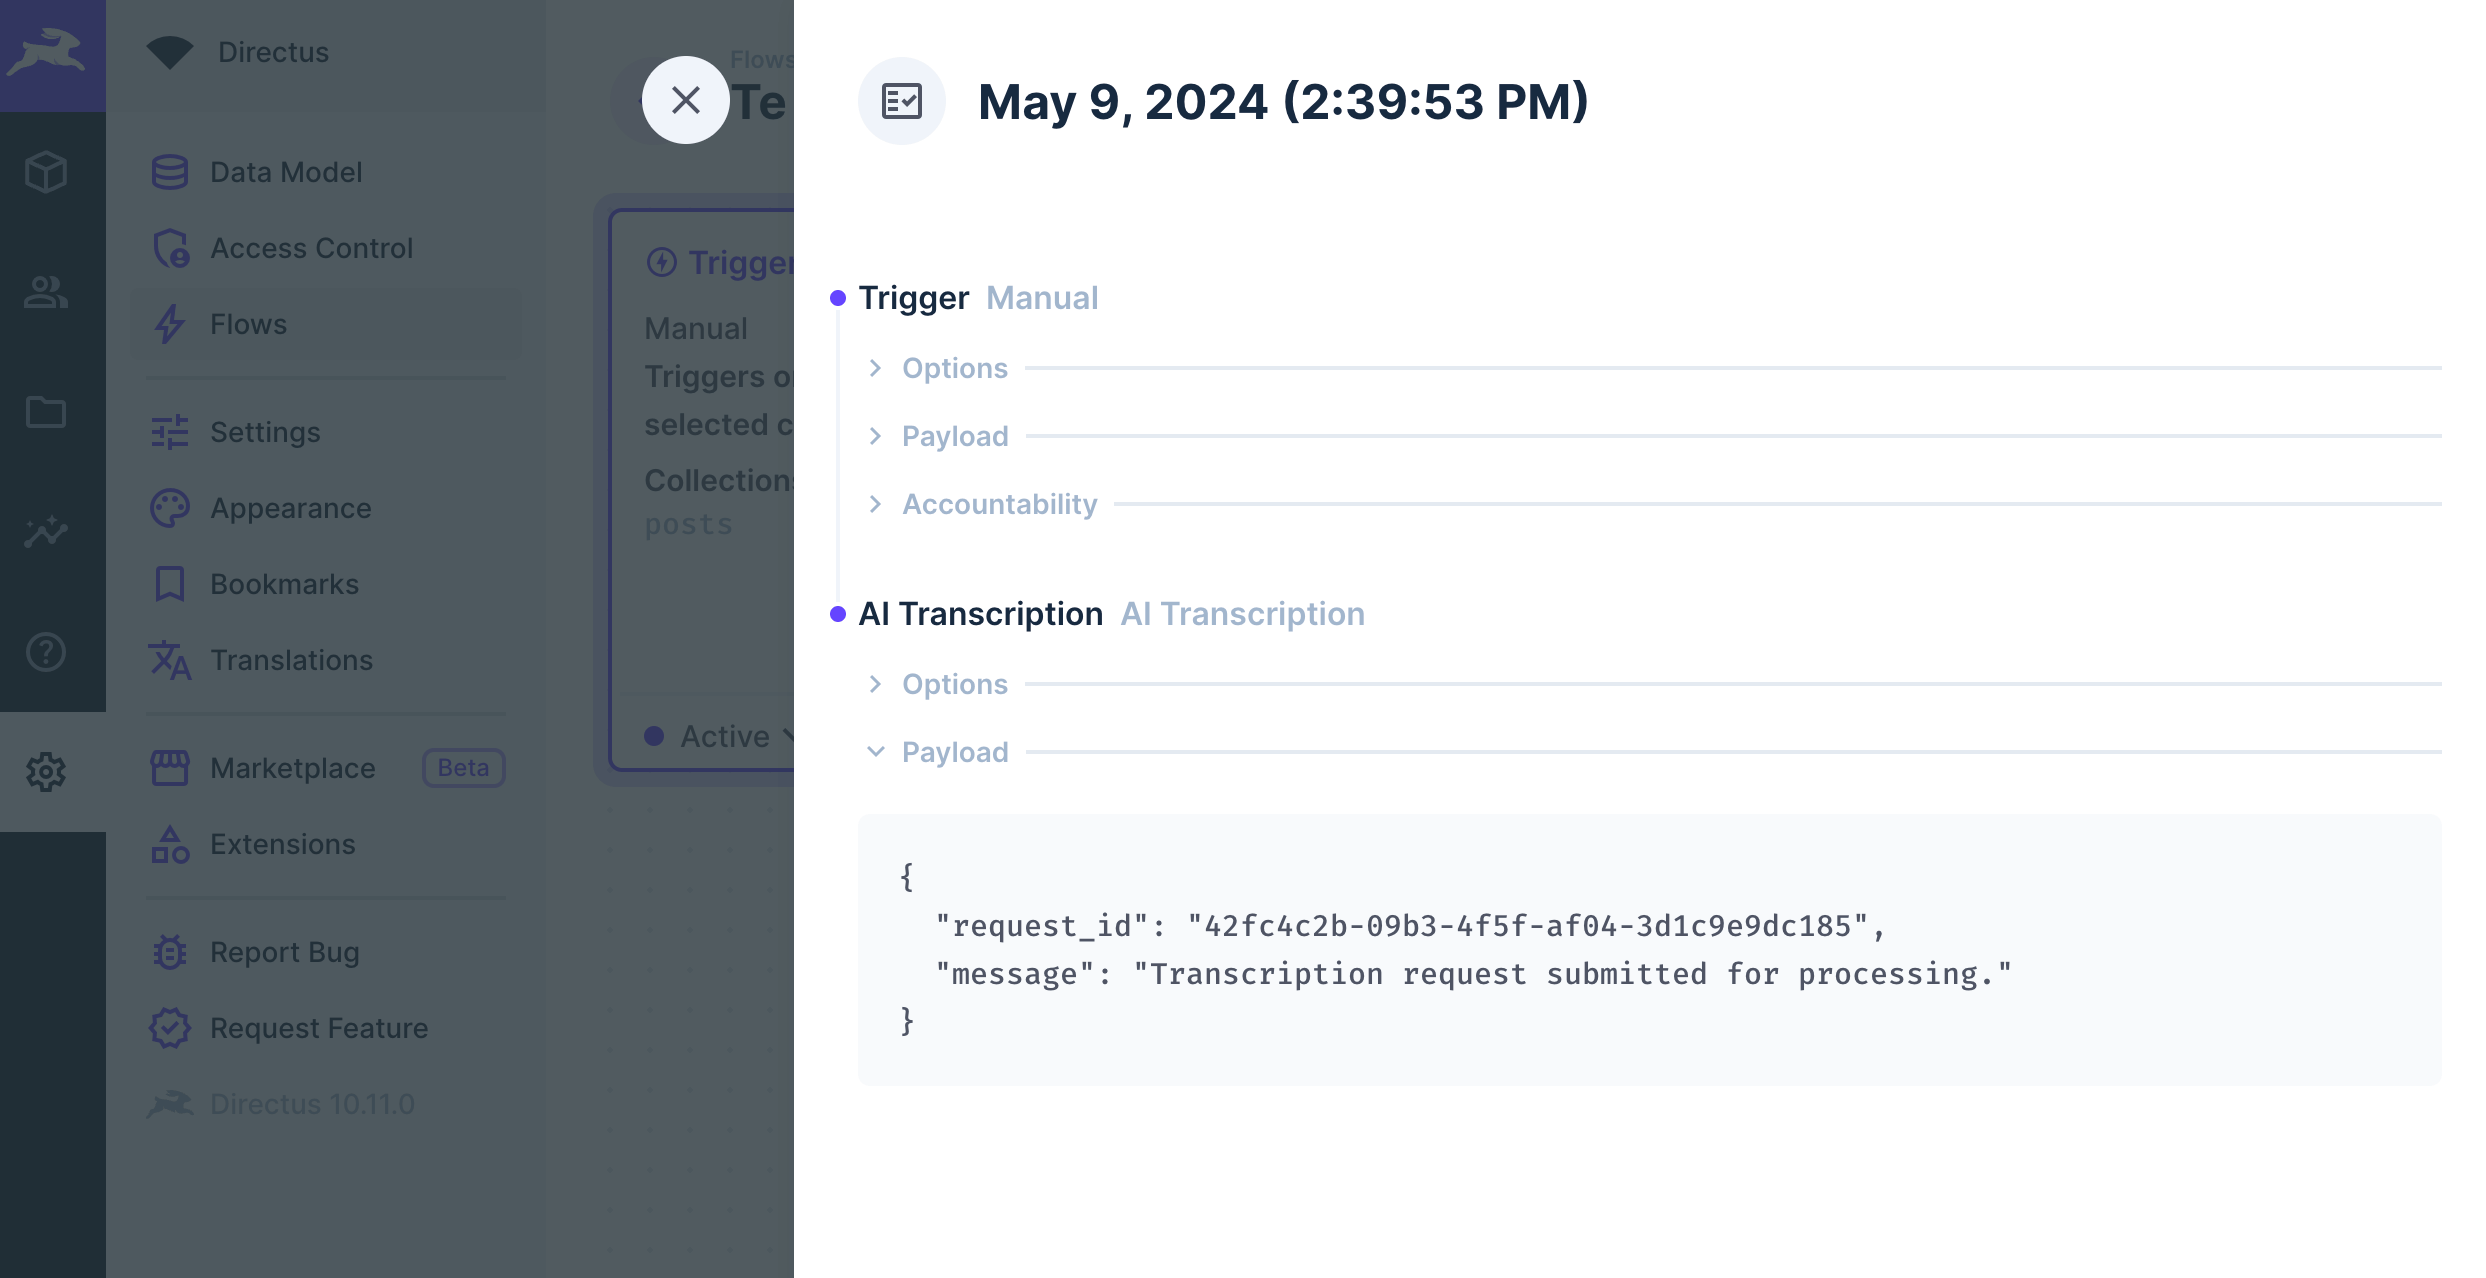 Directus
Data Model
Access Control
Flows
Settings
Appearance
Bookmarks
Translations
Marketplace Beta
Extensions
Report Bug
Request Feature
Directus 10.11.0
Flows
Te
Trigger
Manual
Triggers o
selected c
Collections
posts
Active
May 9, 2024 (2:39:53 PM)
Trigger Manual
Options
Payload
Accountability
AI Transcription AI Transcription
Options
Payload
{
"request_id": "42fc4c2b-09b3-4f5f-af04-3d1c9e9dc185",
"message": "Transcription request submitted for processing."
}